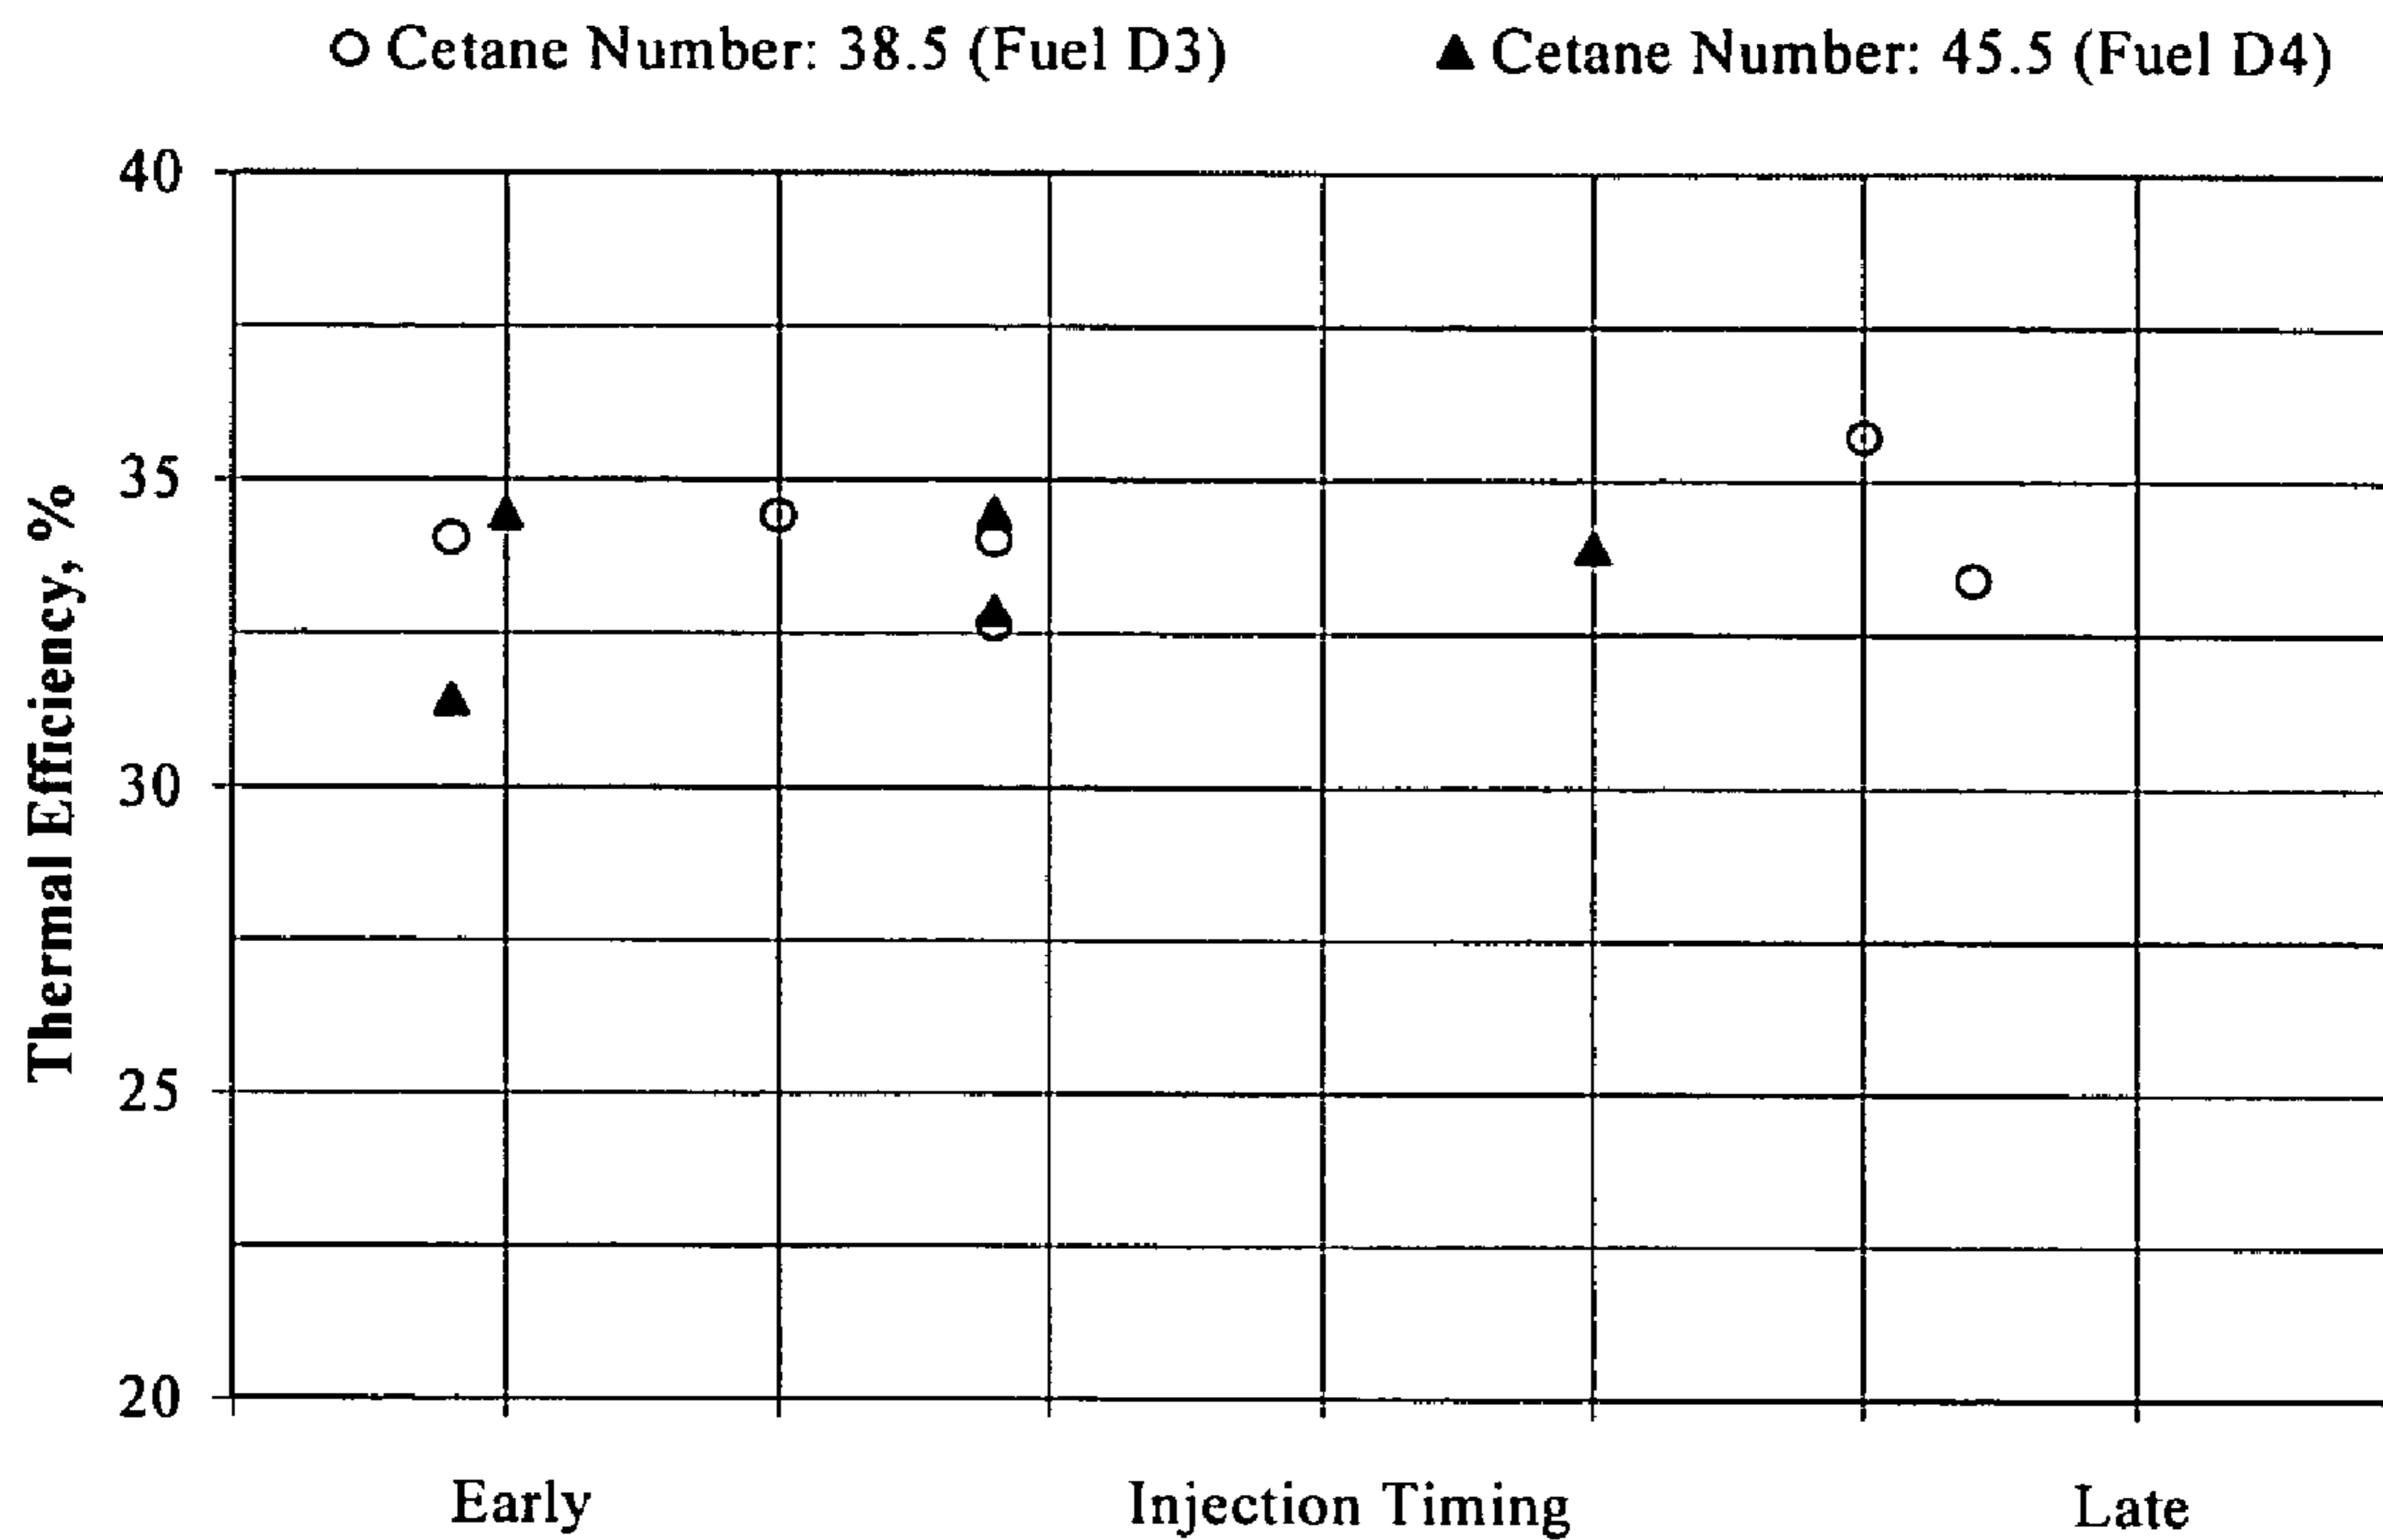 ○ Cetane Number: 38.5 (Fuel D3) ▲ Cetane Number: 45.5 (Fuel D4)
40
35
30
25
20
Thermal Efficiency, %
Early Injection Timing Late